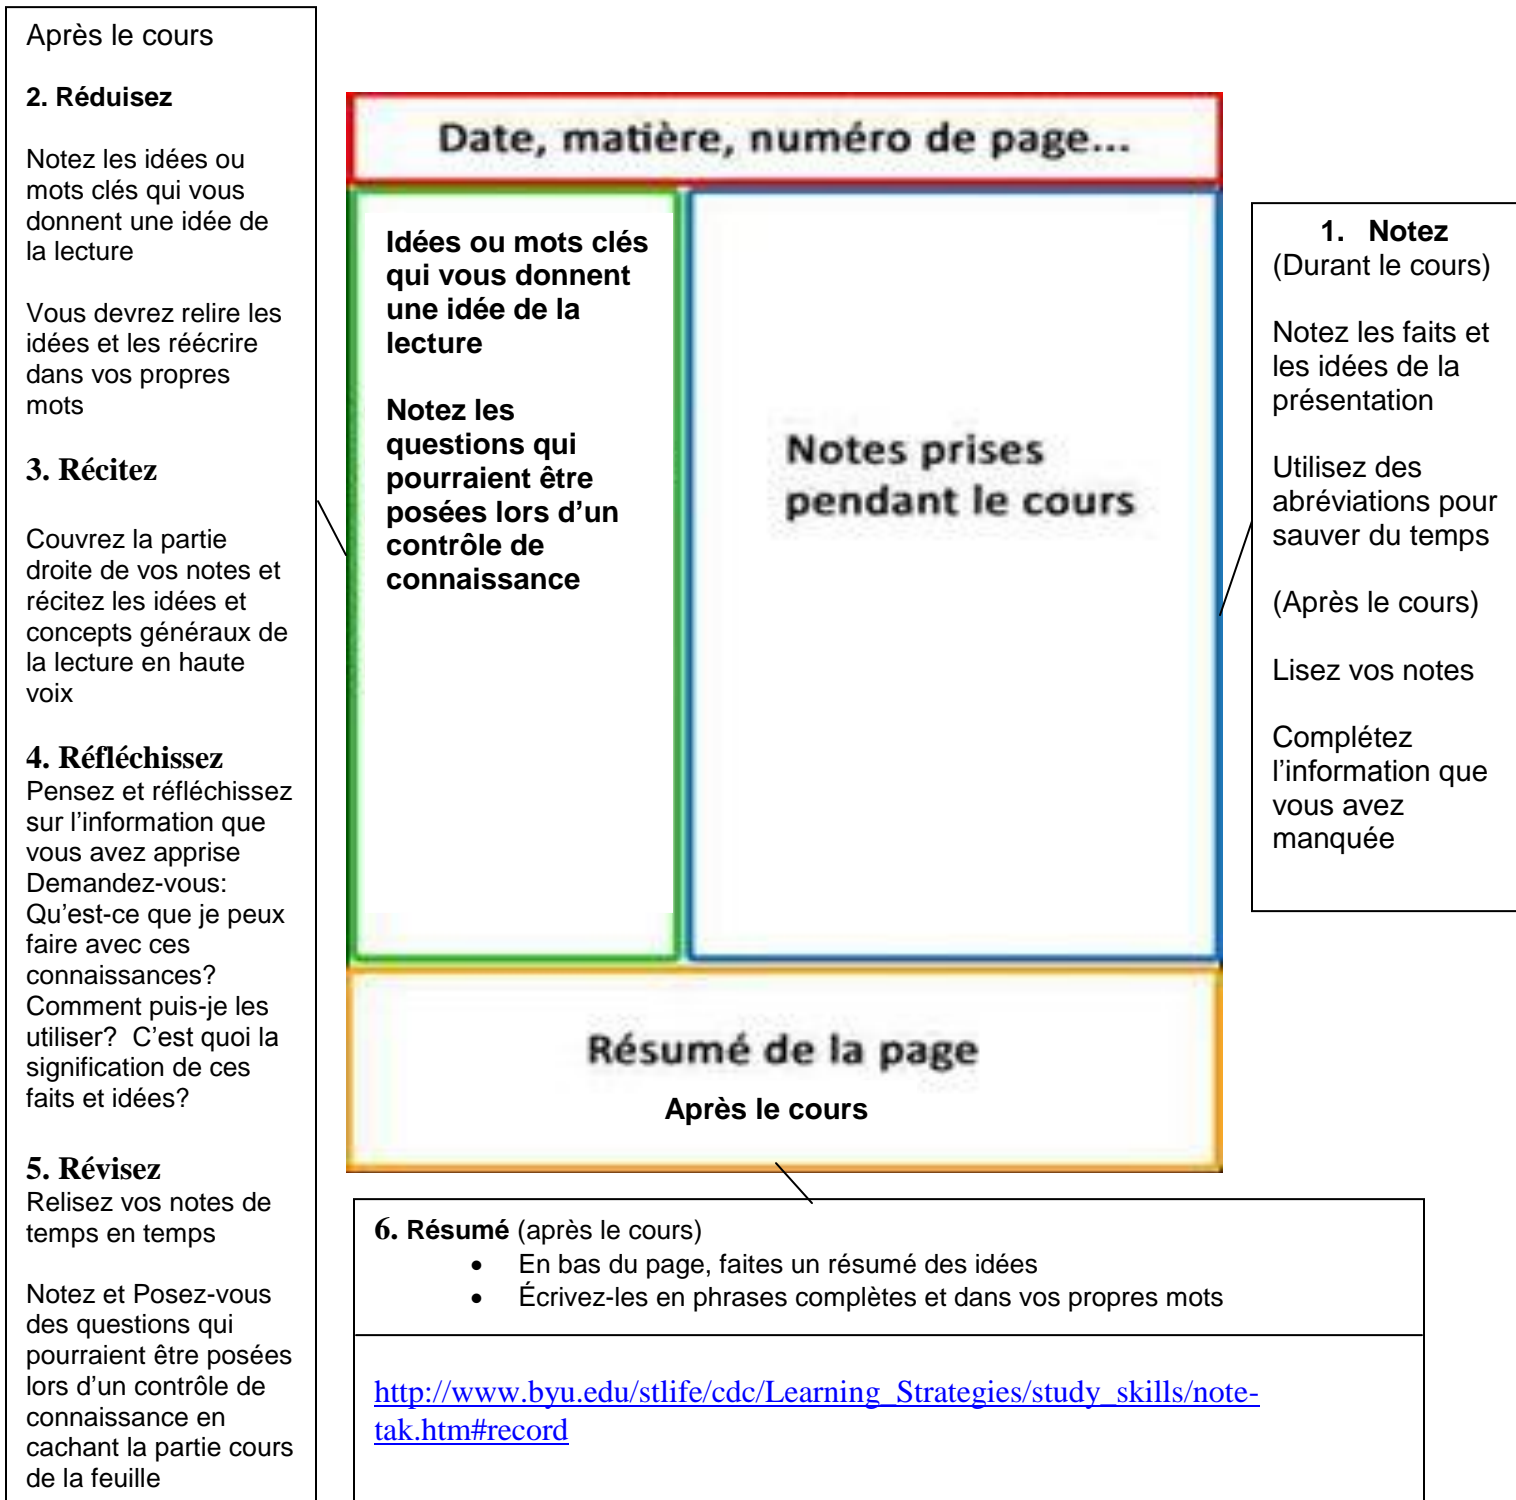 Après le cours
2. Réduisez
Notez les idées ou
mots clés qui vous
donnent une idée de
la lecture
Vous devrez relire les
idées et les réécrire
dans vos propres
mots
3. Récitez
Couvrez la partie
droite de vos notes et
récitez les idées et
concepts généraux de
la lecture en haute
voix
4. Réfléchissez
Pensez et réfléchissez
sur l’information que
vous avez apprise
Demandez-vous:
Qu’est-ce que je peux
faire avec ces
connaissances?
Comment puis-je les
utiliser?  C’est quoi la
signification de ces
faits et idées?
5. Révisez
Relisez vos notes de
temps en temps
Notez et Posez-vous
des questions qui
pourraient être posées
lors d’un contrôle de
connaissance en
cachant la partie cours
de la feuille
Date, matière, numéro de page...
Idées ou mots clés
qui vous donnent
une idée de la
lecture
Notez les
questions qui
pourraient être
posées lors d’un
contrôle de
connaissance
Notes prises
pendant le cours
Résumé de la page
Après le cours
1. Notez
(Durant le cours)
Notez les faits et
les idées de la
présentation
Utilisez des
abréviations pour
sauver du temps
(Après le cours)
Lisez vos notes
Complétez
l’information que
vous avez
manquée
6. Résumé (après le cours)
• En bas du page, faites un résumé des idées
• Écrivez-les en phrases complètes et dans vos propres mots
http://www.byu.edu/stlife/cdc/Learning_Strategies/study_skills/note-
tak.htm#record